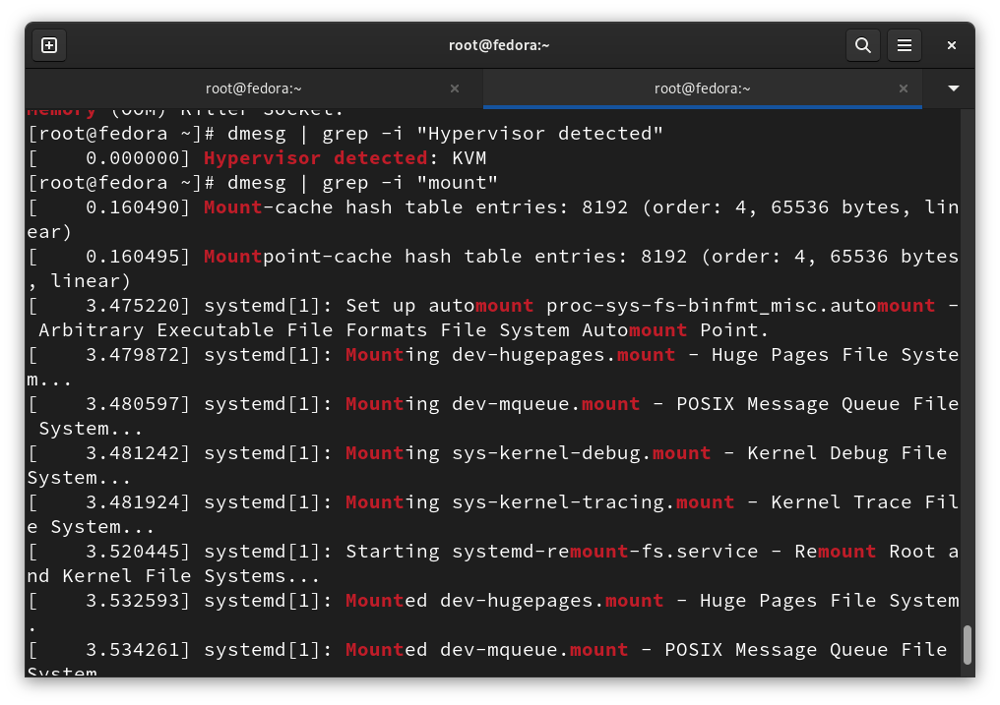 root@fedora:~
root@fedora:~ root@fedora:~
Memory (OOM) Killer Socket.
[root@fedora ~]# dmesg | grep -i "Hypervisor detected"
[    0.000000] Hypervisor detected: KVM
[root@fedora ~]# dmesg | grep -i "mount"
[    0.160490] Mount-cache hash table entries: 8192 (order: 4, 65536 bytes, lin
ear)
[    0.160495] Mountpoint-cache hash table entries: 8192 (order: 4, 65536 bytes
, linear)
[    3.475220] systemd[1]: Set up automount proc-sys-fs-binfmt_misc.automount -
 Arbitrary Executable File Formats File System Automount Point.
[    3.479872] systemd[1]: Mounting dev-hugepages.mount - Huge Pages File Syste
m...
[    3.480597] systemd[1]: Mounting dev-mqueue.mount - POSIX Message Queue File
 System...
[    3.481242] systemd[1]: Mounting sys-kernel-debug.mount - Kernel Debug File
System...
[    3.481924] systemd[1]: Mounting sys-kernel-tracing.mount - Kernel Trace Fil
e System...
[    3.520445] systemd[1]: Starting systemd-remount-fs.service - Remount Root a
nd Kernel File Systems...
[    3.532593] systemd[1]: Mounted dev-hugepages.mount - Huge Pages File System
.
[    3.534261] systemd[1]: Mounted dev-mqueue.mount - POSIX Message Queue File
System